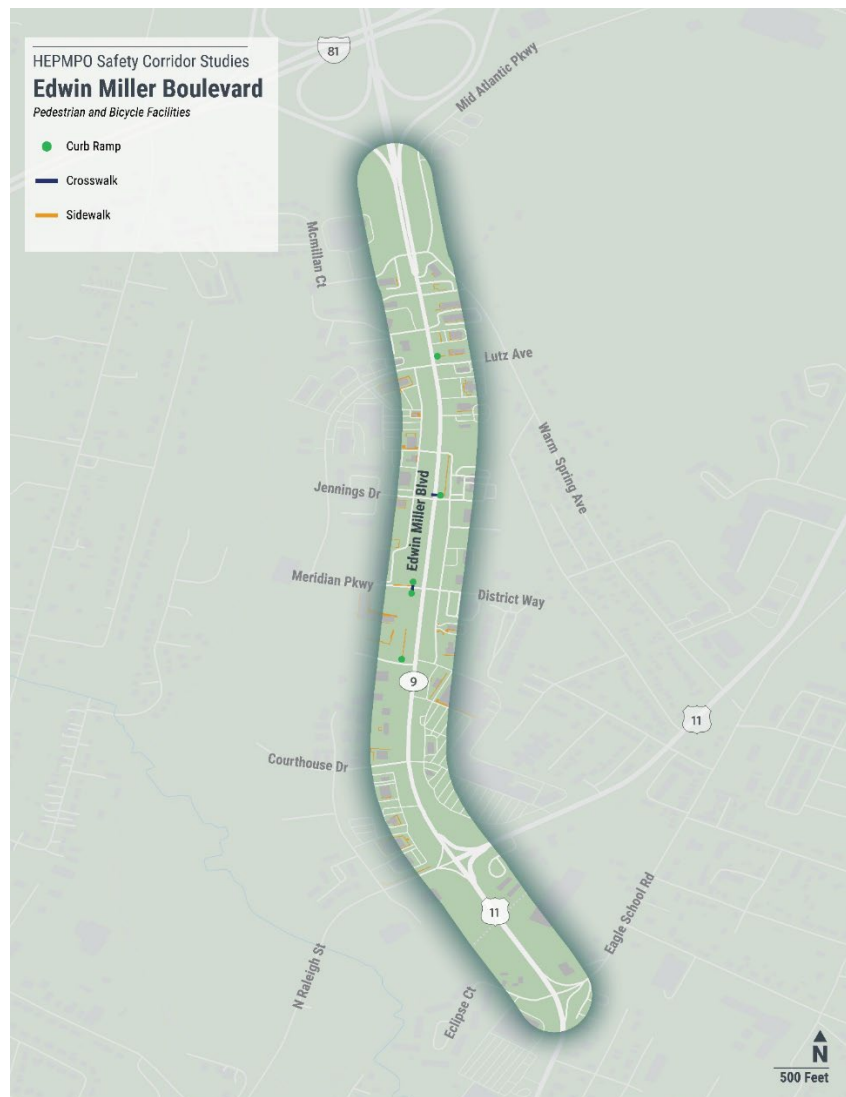 HEPMPO Safety Corridor Studies
Edwin Miller Boulevard
Pedestrian and Bicycle Facilities
Curb Ramp
Crosswalk
Sidewalk
81
Mid Atlantic Pkwy
Mcmillan Ct
Lutz Ave
Warm Spring Ave
Jennings Dr
Edwin Miller Blvd
Meridian Pkwy
District Way
9
11
Courthouse Dr
11
Eagle School Rd
N Raleigh St
Eclipse Ct
N
500 Feet